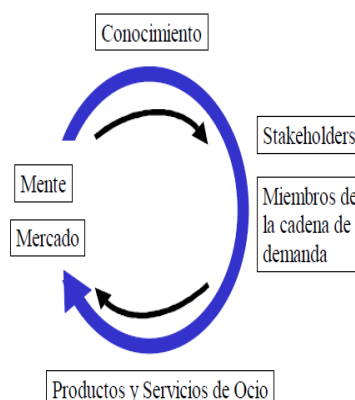 Conocimiento
Stakeholders
Mente
Miembros de
la cadena de
demanda
Mercado
Productos y Servicios de Ocio